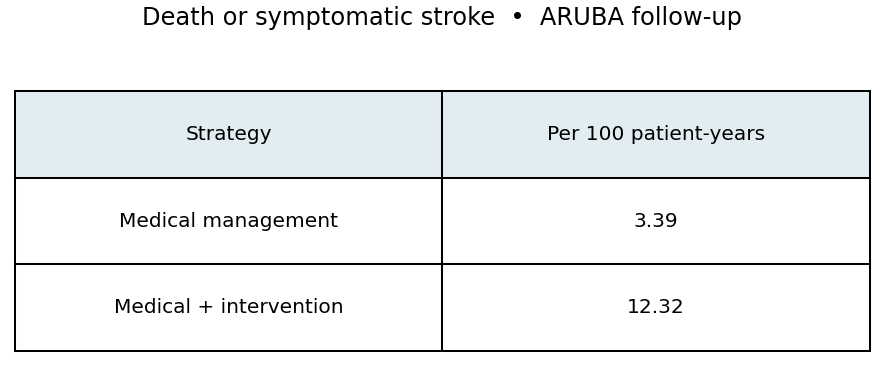 Death or symptomatic stroke • ARUBA follow-up
Strategy Per 100 patient-years
Medical management 3.39
Medical + intervention 12.32